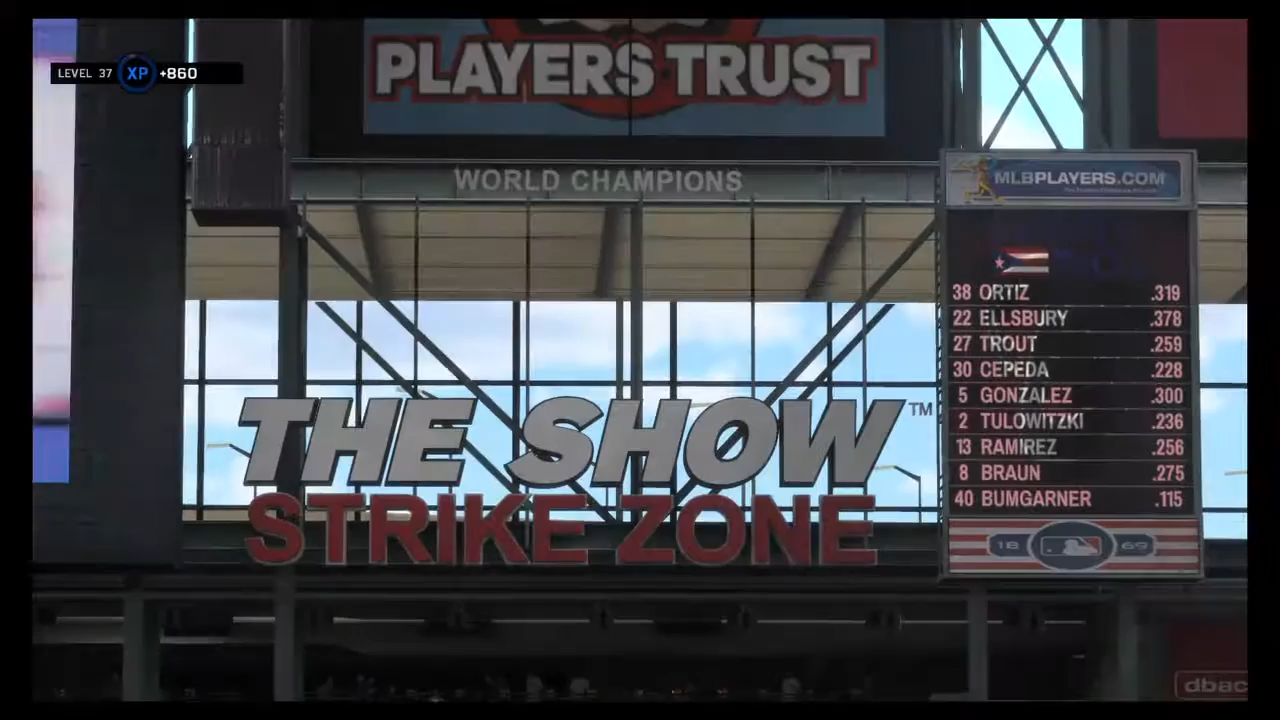 LEVEL 37 XP +860
PLAYERS TRUST
WORLD CHAMPIONS
MLBPLAYERS.COM
38 ORTIZ .319
22 ELLSBURY .378
27 TROUT .259
30 CEPEDA .228
5 GONZALEZ .300
2 TULOWITZKI .236
13 RAMIREZ .256
8 BRAUN .275
40 BUMGARNER .115
18 69
THE SHOW™
STRIKE ZONE
dbac